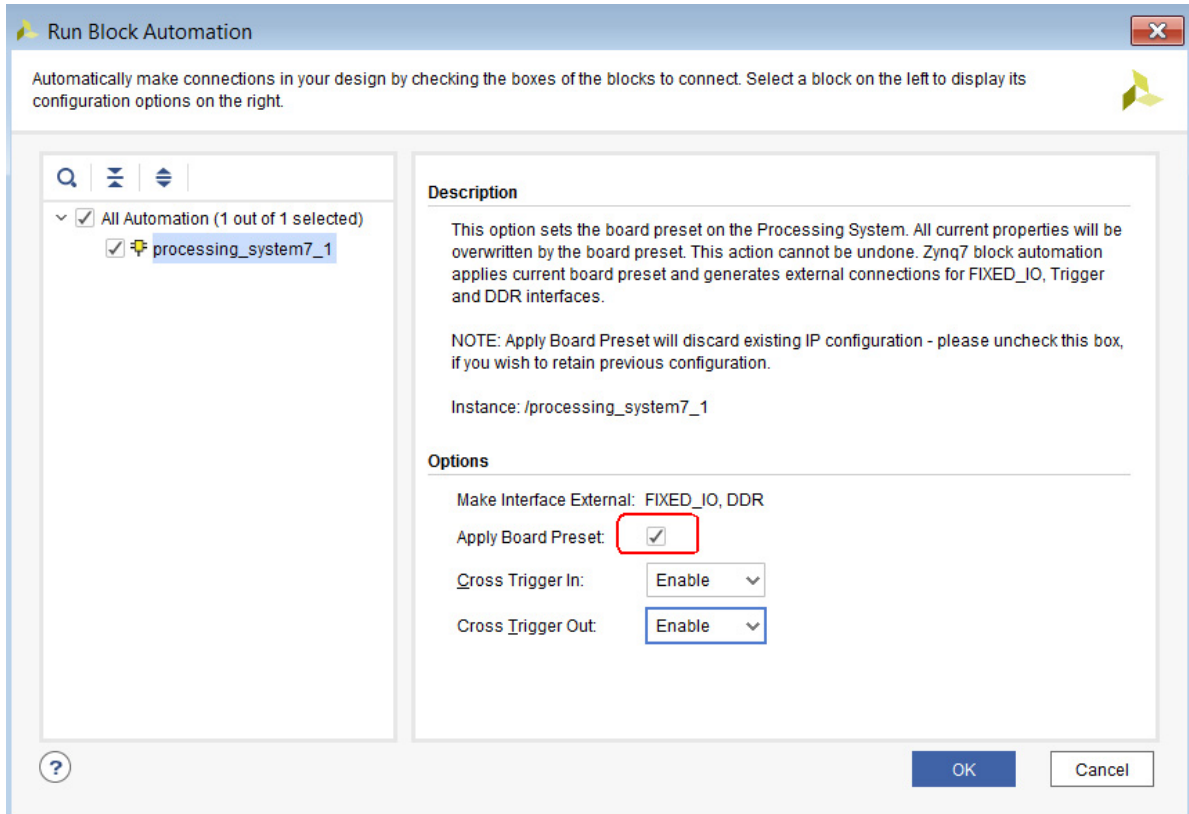 Run Block Automation
Automatically make connections in your design by checking the boxes of the blocks to connect. Select a block on the left to display its
configuration options on the right.
All Automation (1 out of 1 selected)
processing_system7_1
Description
This option sets the board preset on the Processing System. All current properties will be
overwritten by the board preset. This action cannot be undone. Zynq7 block automation
applies current board preset and generates external connections for FIXED_IO, Trigger
and DDR interfaces.
NOTE: Apply Board Preset will discard existing IP configuration - please uncheck this box,
if you wish to retain previous configuration.
Instance: /processing_system7_1
Options
Make Interface External: FIXED_IO, DDR
Apply Board Preset:
Cross Trigger In: Enable
Cross Trigger Out: Enable
? OK Cancel